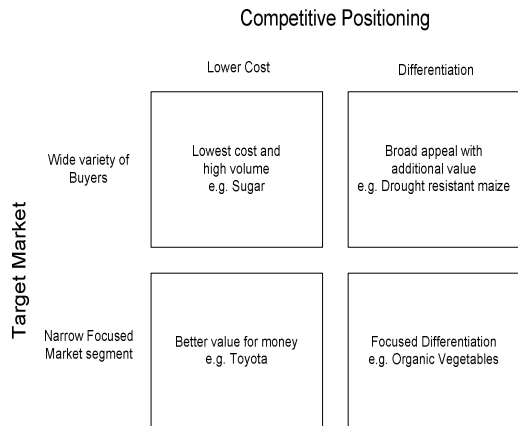 Competitive Positioning
Lower Cost
Differentiation
Target Market
Wide variety of
Buyers
Lowest cost and
high volume
e.g. Sugar
Broad appeal with
additional value
e.g. Drought resistant maize
Narrow Focused
Market segment
Better value for money
e.g. Toyota
Focused Differentiation
e.g. Organic Vegetables